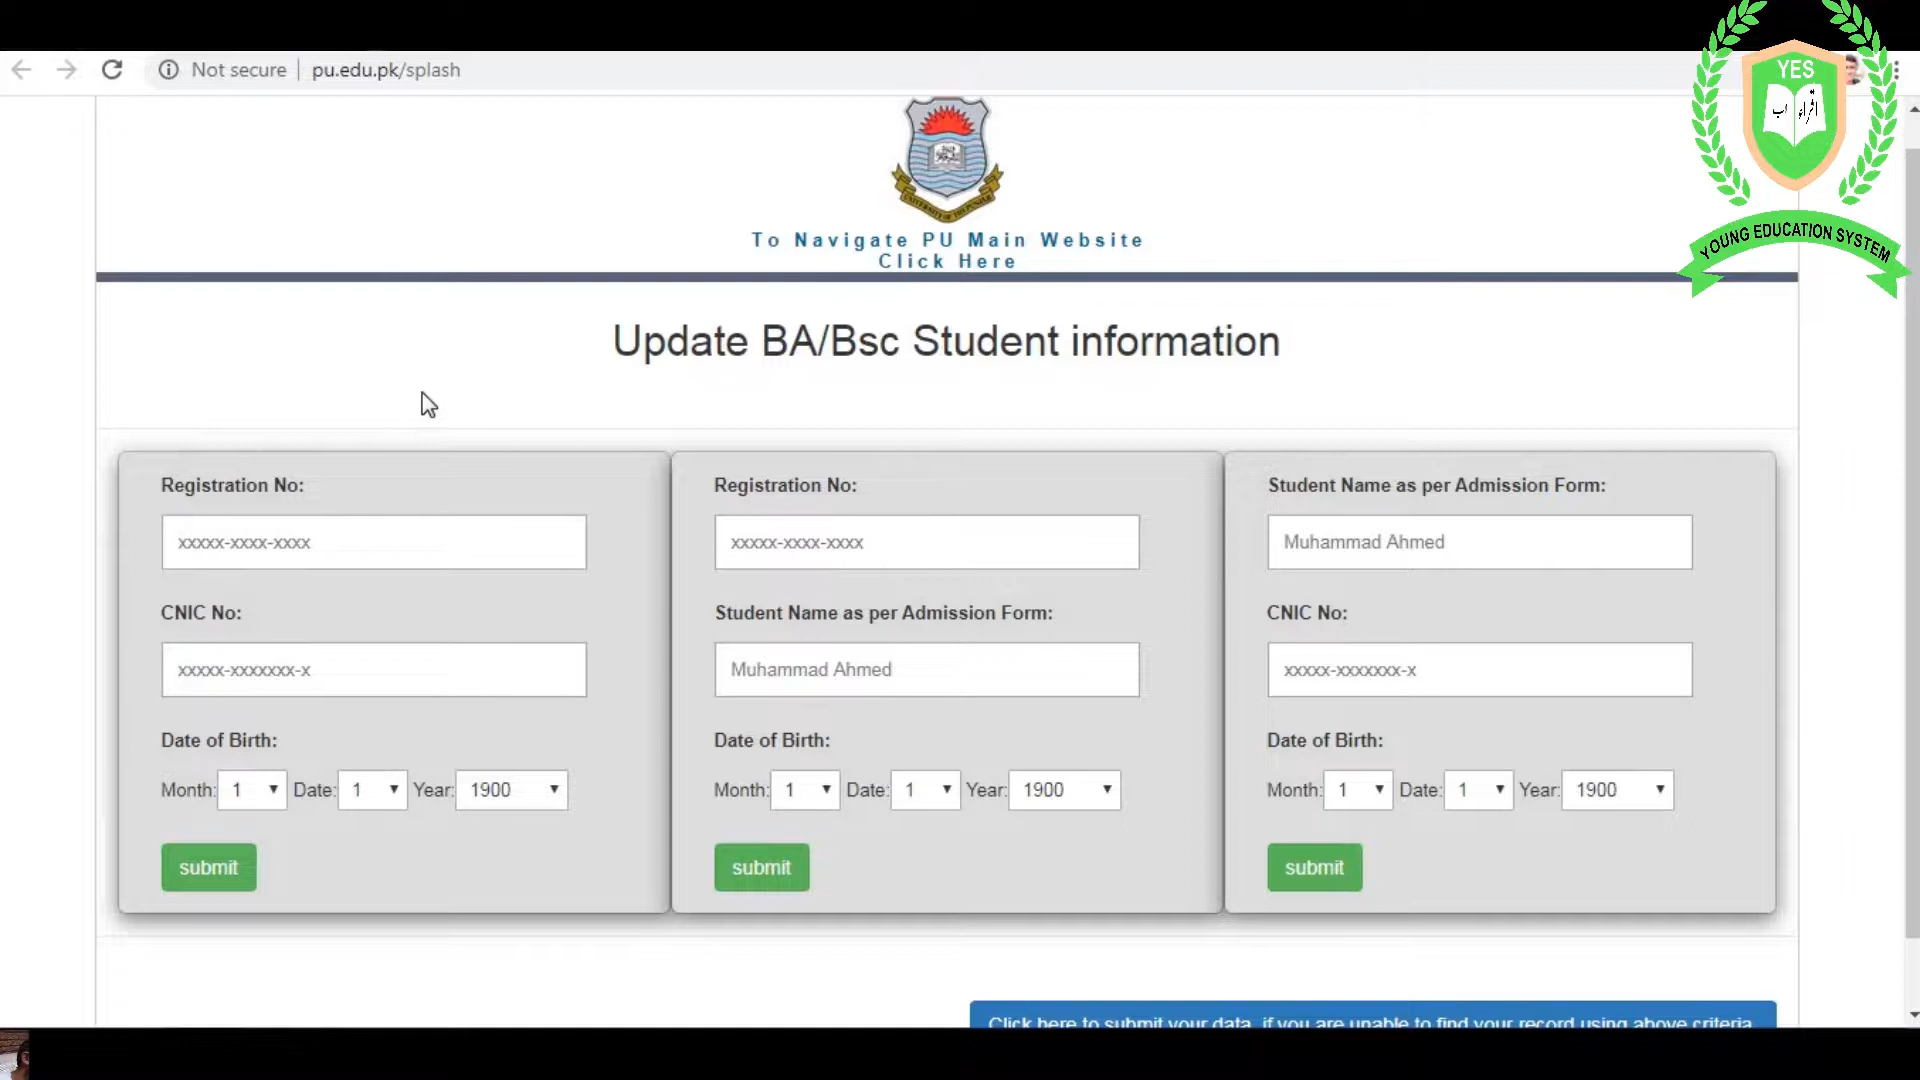 Not secure | pu.edu.pk/splash
YES
اقراء
YOUNG EDUCATION SYSTEM
UNIVERSITY OF THE PUNJAB
To Navigate PU Main Website
Click Here
Update BA/Bsc Student information
Registration No:
xxxxx-xxxx-xxxx
CNIC No:
xxxxx-xxxxxxx-x
Date of Birth:
Month: 1 Date: 1 Year: 1900
submit
Registration No:
xxxxx-xxxx-xxxx
Student Name as per Admission Form:
Muhammad Ahmed
Date of Birth:
Month: 1 Date: 1 Year: 1900
submit
Student Name as per Admission Form:
Muhammad Ahmed
CNIC No:
xxxxx-xxxxxxx-x
Date of Birth:
Month: 1 Date: 1 Year: 1900
submit
Click here to submit your data, if you are unable to find your record using above criteria